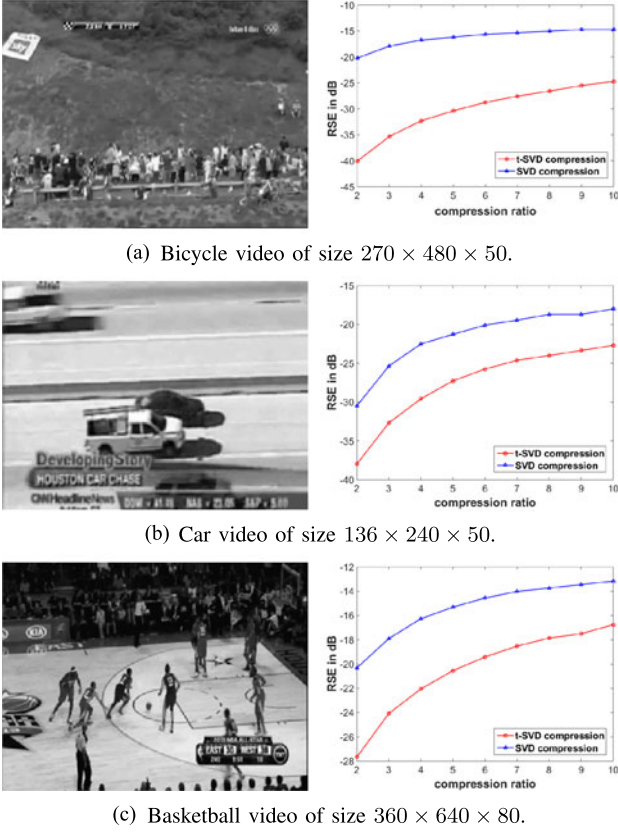 sky
-10
-15
-20
-25
-30
-35
-40
-45
RSE in dB
t-SVD compression
SVD compression
2 3 4 5 6 7 8 9 10
compression ratio
(a) Bicycle video of size 270 × 480 × 50.
DevelopingStory
HOUSTON CAR CHASE
CNN HeadlineNews
-15
-20
-25
-30
-35
-40
RSE in dB
t-SVD compression
SVD compression
2 3 4 5 6 7 8 9 10
compression ratio
(b) Car video of size 136 × 240 × 50.
KIA
EAST WEST
-12
-14
-16
-18
-20
-22
-24
-26
-28
RSE in dB
t-SVD compression
SVD compression
2 3 4 5 6 7 8 9 10
compression ratio
(c) Basketball video of size 360 × 640 × 80.